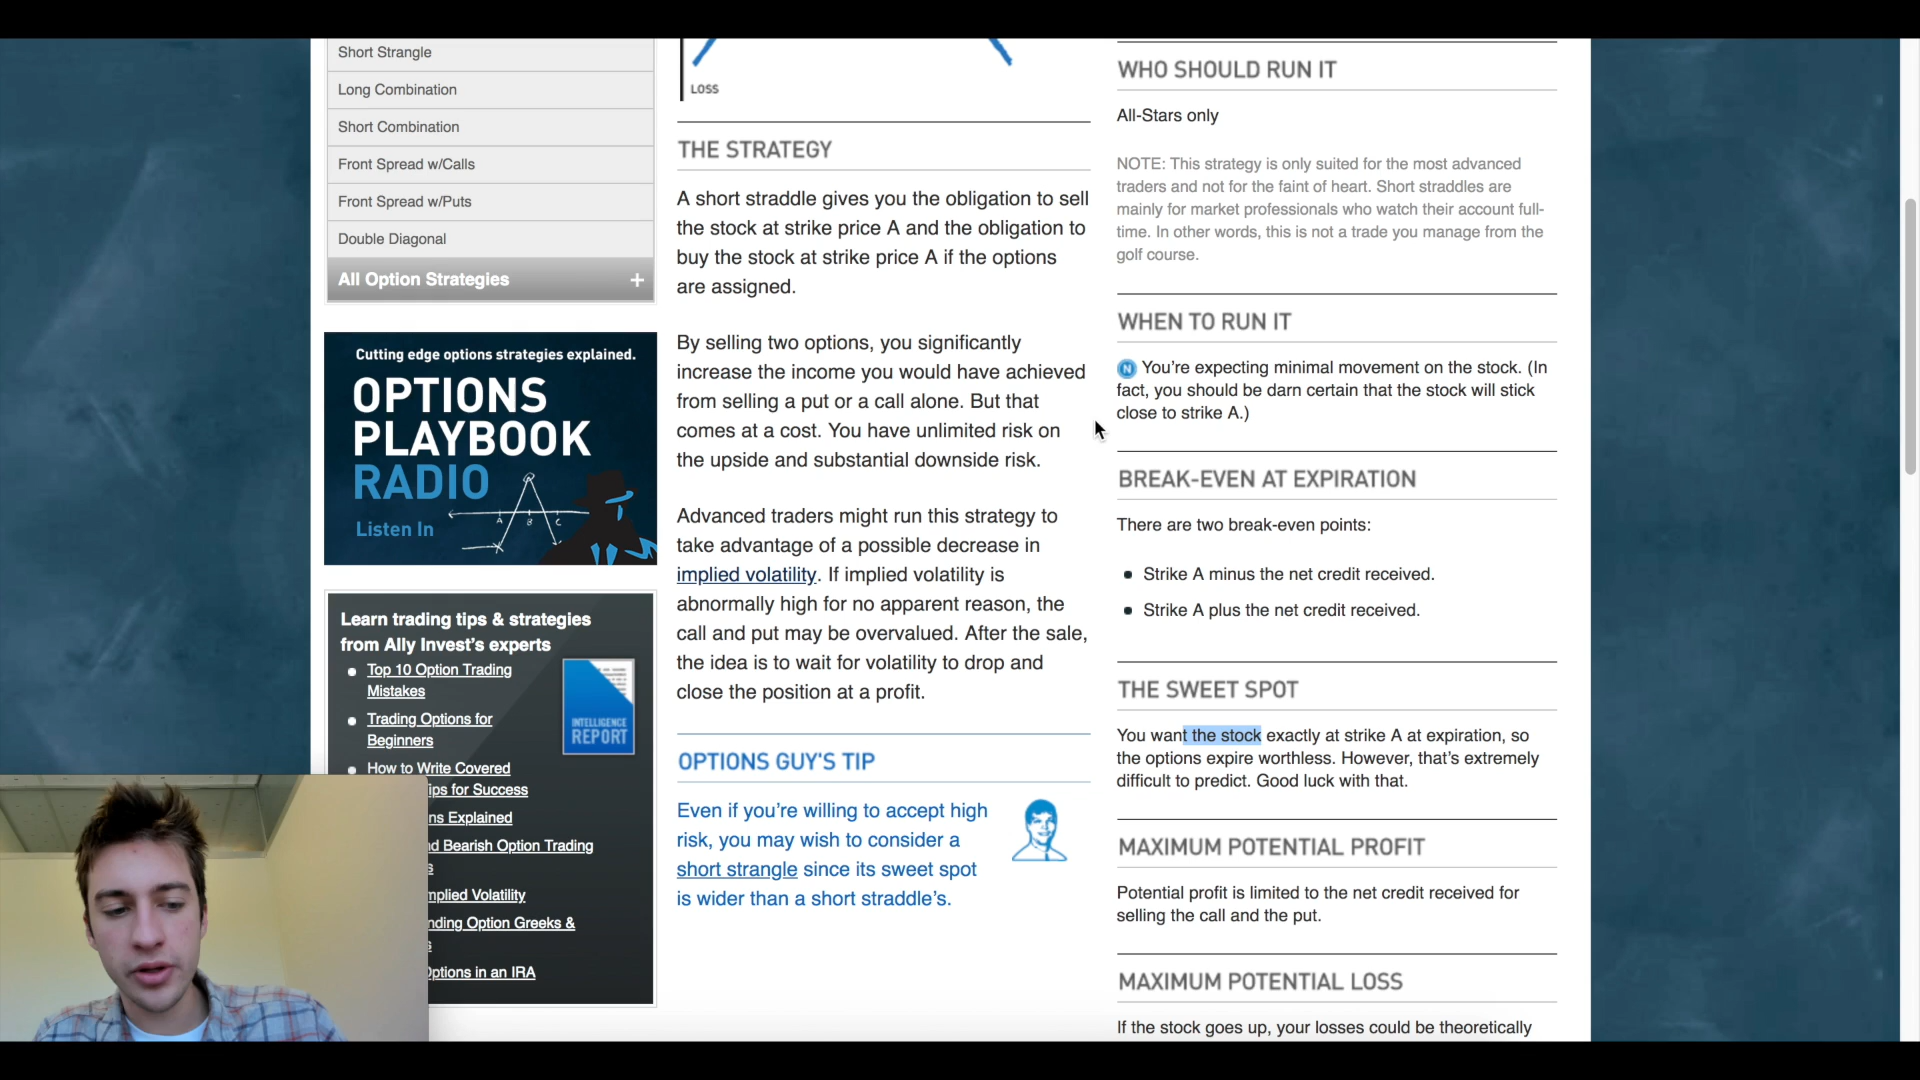 Short Strangle
Long Combination
Short Combination
Front Spread w/Calls
Front Spread w/Puts
Double Diagonal
All Option Strategies +
Cutting edge options strategies explained.
OPTIONS
PLAYBOOK
RADIO
Listen In
A B C
Learn trading tips & strategies
from Ally Invest's experts
Top 10 Option Trading
Mistakes
Trading Options for
Beginners
How to Write Covered
ips for Success
ns Explained
d Bearish Option Trading
s
mplied Volatility
nding Option Greeks &
s
Options in an IRA
INTELLIGENCE
REPORT
LOSS
THE STRATEGY
A short straddle gives you the obligation to sell
the stock at strike price A and the obligation to
buy the stock at strike price A if the options
are assigned.
By selling two options, you significantly
increase the income you would have achieved
from selling a put or a call alone. But that
comes at a cost. You have unlimited risk on
the upside and substantial downside risk.
Advanced traders might run this strategy to
take advantage of a possible decrease in
implied volatility. If implied volatility is
abnormally high for no apparent reason, the
call and put may be overvalued. After the sale,
the idea is to wait for volatility to drop and
close the position at a profit.
OPTIONS GUY'S TIP
Even if you're willing to accept high
risk, you may wish to consider a
short strangle since its sweet spot
is wider than a short straddle's.
WHO SHOULD RUN IT
All-Stars only
NOTE: This strategy is only suited for the most advanced
traders and not for the faint of heart. Short straddles are
mainly for market professionals who watch their account full-
time. In other words, this is not a trade you manage from the
golf course.
WHEN TO RUN IT
N You're expecting minimal movement on the stock. (In
fact, you should be darn certain that the stock will stick
close to strike A.)
BREAK-EVEN AT EXPIRATION
There are two break-even points:
Strike A minus the net credit received.
Strike A plus the net credit received.
THE SWEET SPOT
You want the stock exactly at strike A at expiration, so
the options expire worthless. However, that's extremely
difficult to predict. Good luck with that.
MAXIMUM POTENTIAL PROFIT
Potential profit is limited to the net credit received for
selling the call and the put.
MAXIMUM POTENTIAL LOSS
If the stock goes up, your losses could be theoretically